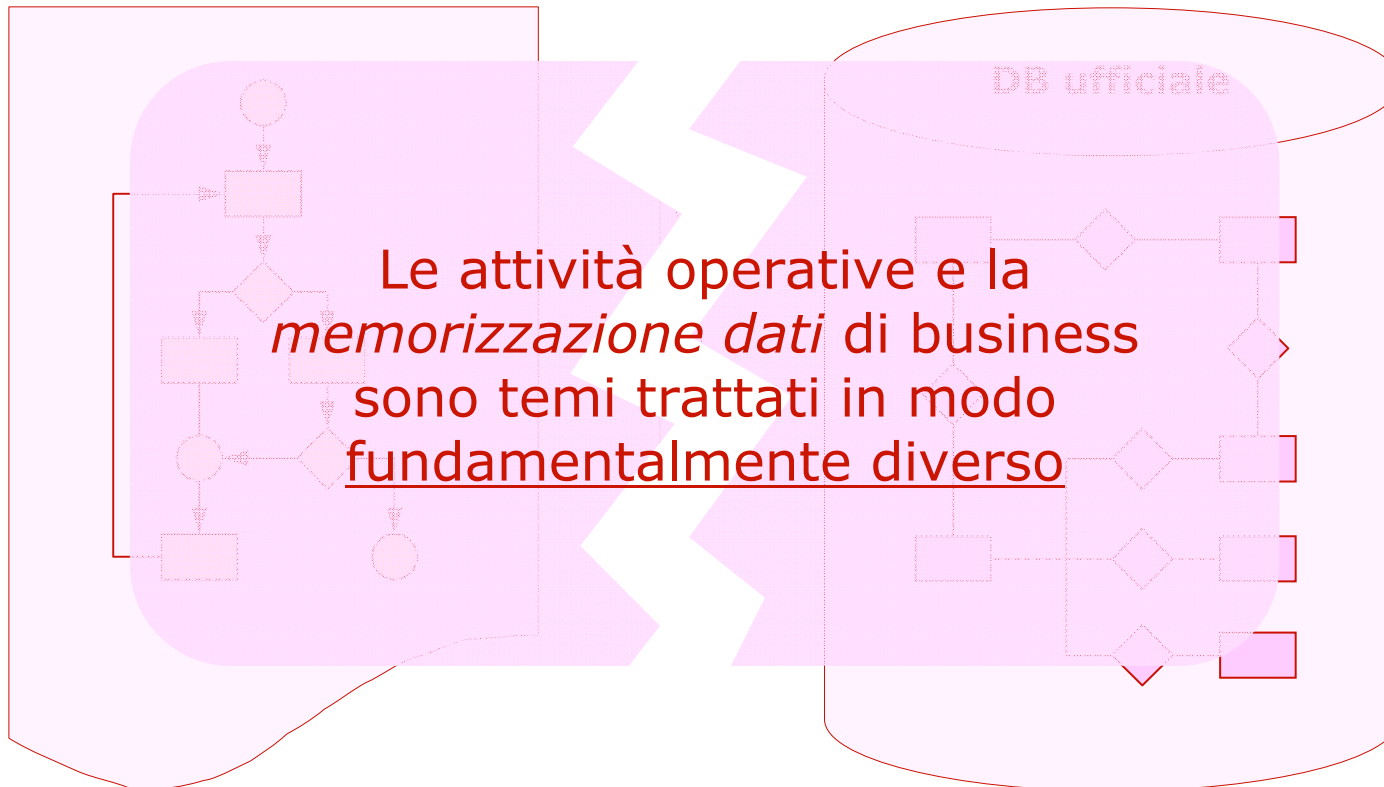 DB ufficiale
Le attività operative e la
memorizzazione dati di business
sono temi trattati in modo
fundamentalmente diverso